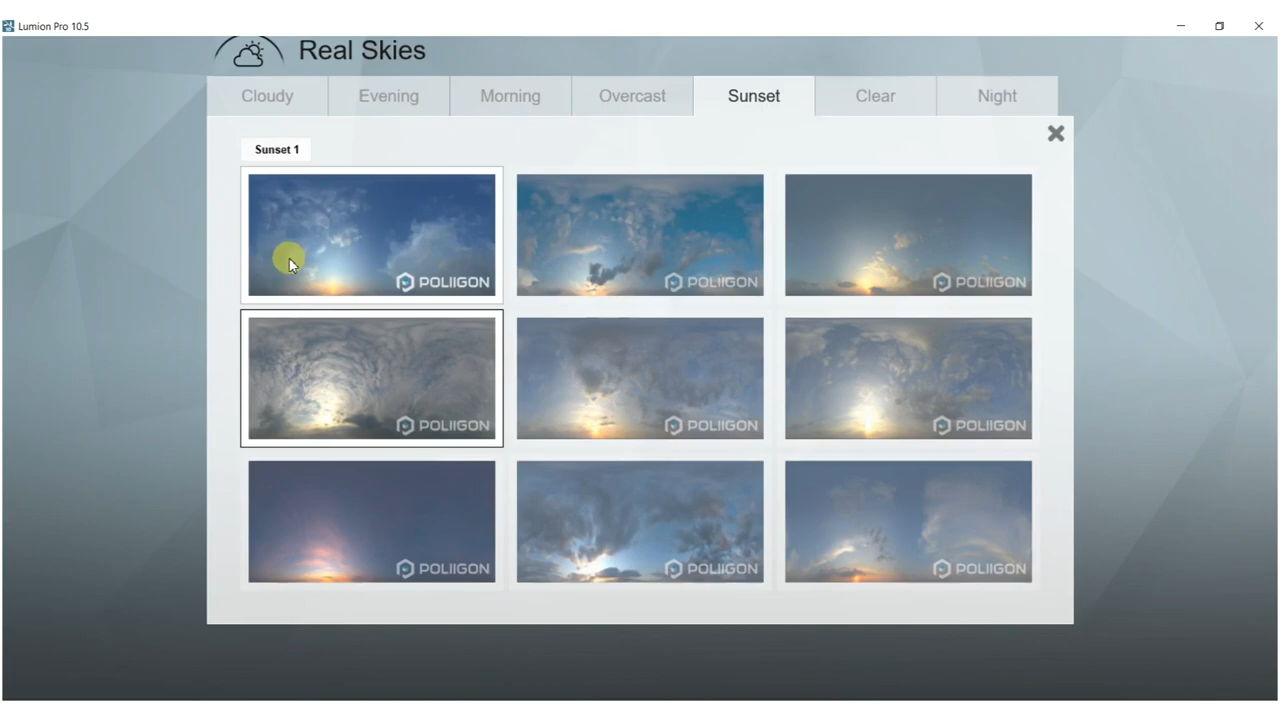 Lumion Pro 10.5
Real Skies
Cloudy Evening Morning Overcast Sunset Clear Night
Sunset 1
POLIIGON POLIIGON POLIIGON
POLIIGON POLIIGON POLIIGON
POLIIGON POLIIGON POLIIGON